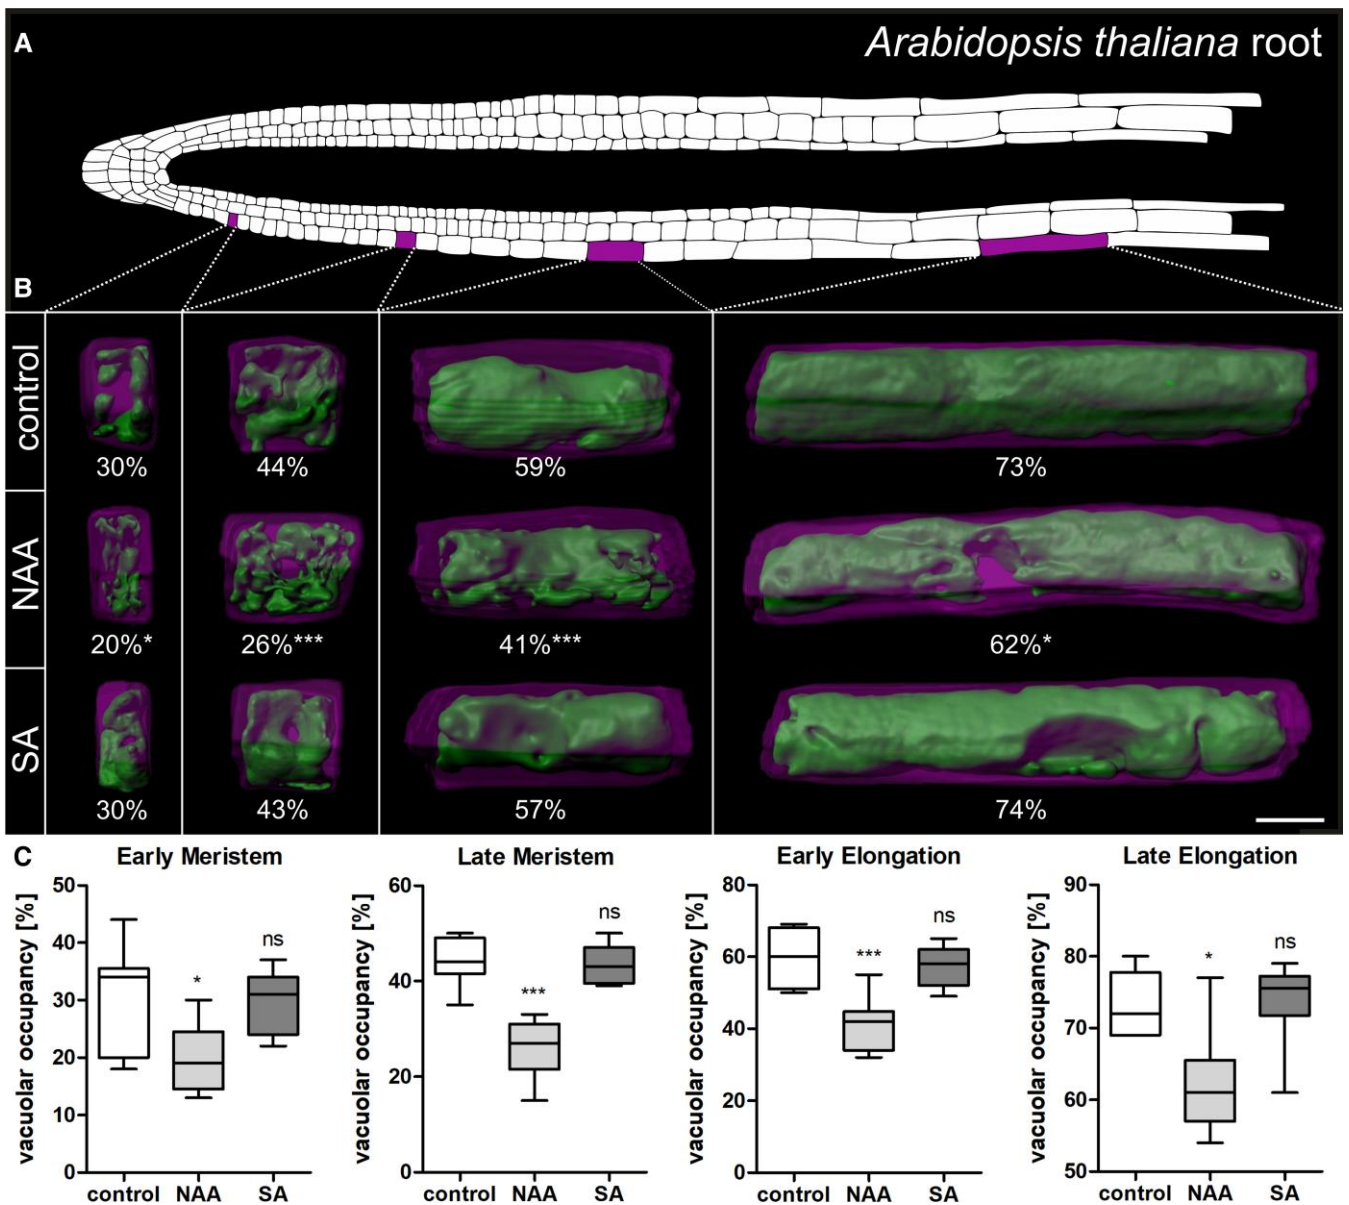 A
Arabidopsis thaliana root
B
control
30%
44%
59%
73%
NAA
20%*
26%***
41%***
62%*
SA
30%
43%
57%
74%
C
Early Meristem
vacuolar occupancy [%]
50
40
30
20
10
0
*
ns
control NAA SA
Late Meristem
vacuolar occupancy [%]
60
40
20
0
***
ns
control NAA SA
Early Elongation
vacuolar occupancy [%]
80
60
40
20
0
***
ns
control NAA SA
Late Elongation
vacuolar occupancy [%]
90
80
70
60
50
*
ns
control NAA SA